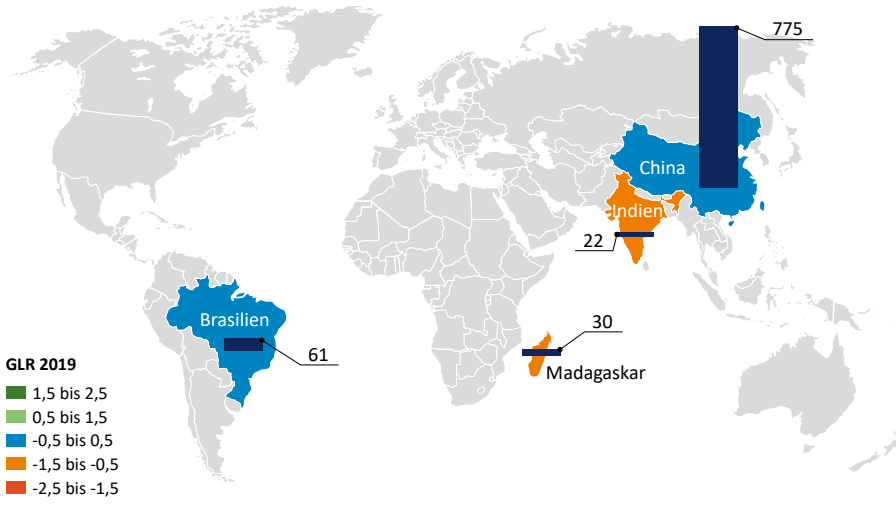 775
China
Indien
22
Brasilien
30
61
Madagaskar
GLR 2019
1,5 bis 2,5
0,5 bis 1,5
-0,5 bis 0,5
-1,5 bis -0,5
-2,5 bis -1,5